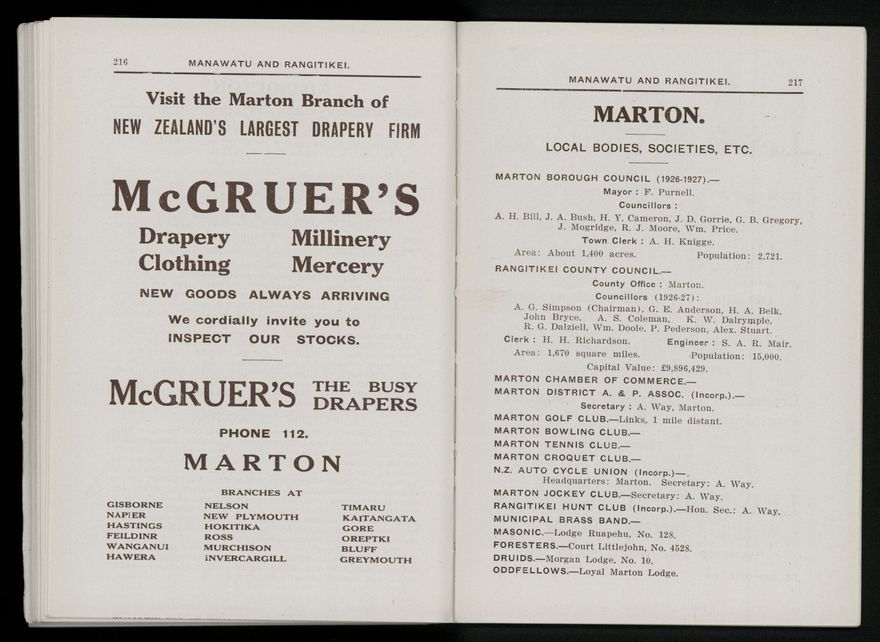 216 MANAWATU AND RANGITIKEI.
Visit the Marton Branch of
NEW ZEALAND'S LARGEST DRAPERY FIRM
McGRUER'S
Drapery Millinery
Clothing Mercery
NEW GOODS ALWAYS ARRIVING
We cordially invite you to
INSPECT OUR STOCKS.
McGRUER'S THE BUSY DRAPERS
PHONE 112.
MARTON
BRANCHES AT
GISBORNE NELSON TIMARU
NAPIER NEW PLYMOUTH KAITANGATA
HASTINGS HOKITIKA GORE
FEILDINR ROSS OREPTKI
WANGANUI MURCHISON BLUFF
HAWERA INVERCARGILL GREYMOUTH
MANAWATU AND RANGITIKEI. 217
MARTON.
LOCAL BODIES, SOCIETIES, ETC.
MARTON BOROUGH COUNCIL (1926-1927).—
Mayor : F. Purnell.
Councillors :
A. H. Bill, J. A. Bush, H. Y. Cameron, J. D. Gorrie, G. B. Gregory,
J. Mogridge, R. J. Moore, Wm. Price.
Town Clerk : A. H. Knigge.
Area: About 1,400 acres. Population: 2,721.
RANGITIKEI COUNTY COUNCIL.—
County Office : Marton.
Councillors (1926-27) :
A. G. Simpson (Chairman), G. E. Anderson, H. A. Belk,
John Bryce, A. S. Coleman, K. W. Dalrymple,
R. G. Dalziell, Wm. Doole, P. Pederson, Alex. Stuart.
Clerk : H. H. Richardson. Engineer : S. A. R. Mair.
Area: 1,670 square miles. Population: 15,000.
Capital Value: £9,896,429.
MARTON CHAMBER OF COMMERCE.—
MARTON DISTRICT A. & P. ASSOC. (Incorp.).—
Secretary : A. Way, Marton.
MARTON GOLF CLUB.—Links, 1 mile distant.
MARTON BOWLING CLUB.—
MARTON TENNIS CLUB.—
MARTON CROQUET CLUB.—
N.Z. AUTO CYCLE UNION (Incorp.)—.
Headquarters: Marton. Secretary: A. Way.
MARTON JOCKEY CLUB.—Secretary: A. Way.
RANGITIKEI HUNT CLUB (Incorp.).—Hon. Sec.: A. Way.
MUNICIPAL BRASS BAND.—
MASONIC.—Lodge Ruapehu, No. 128.
FORESTERS.—Court Littlejohn, No. 4528.
DRUIDS.—Morgan Lodge, No. 10.
ODDFELLOWS.—Loyal Marton Lodge.